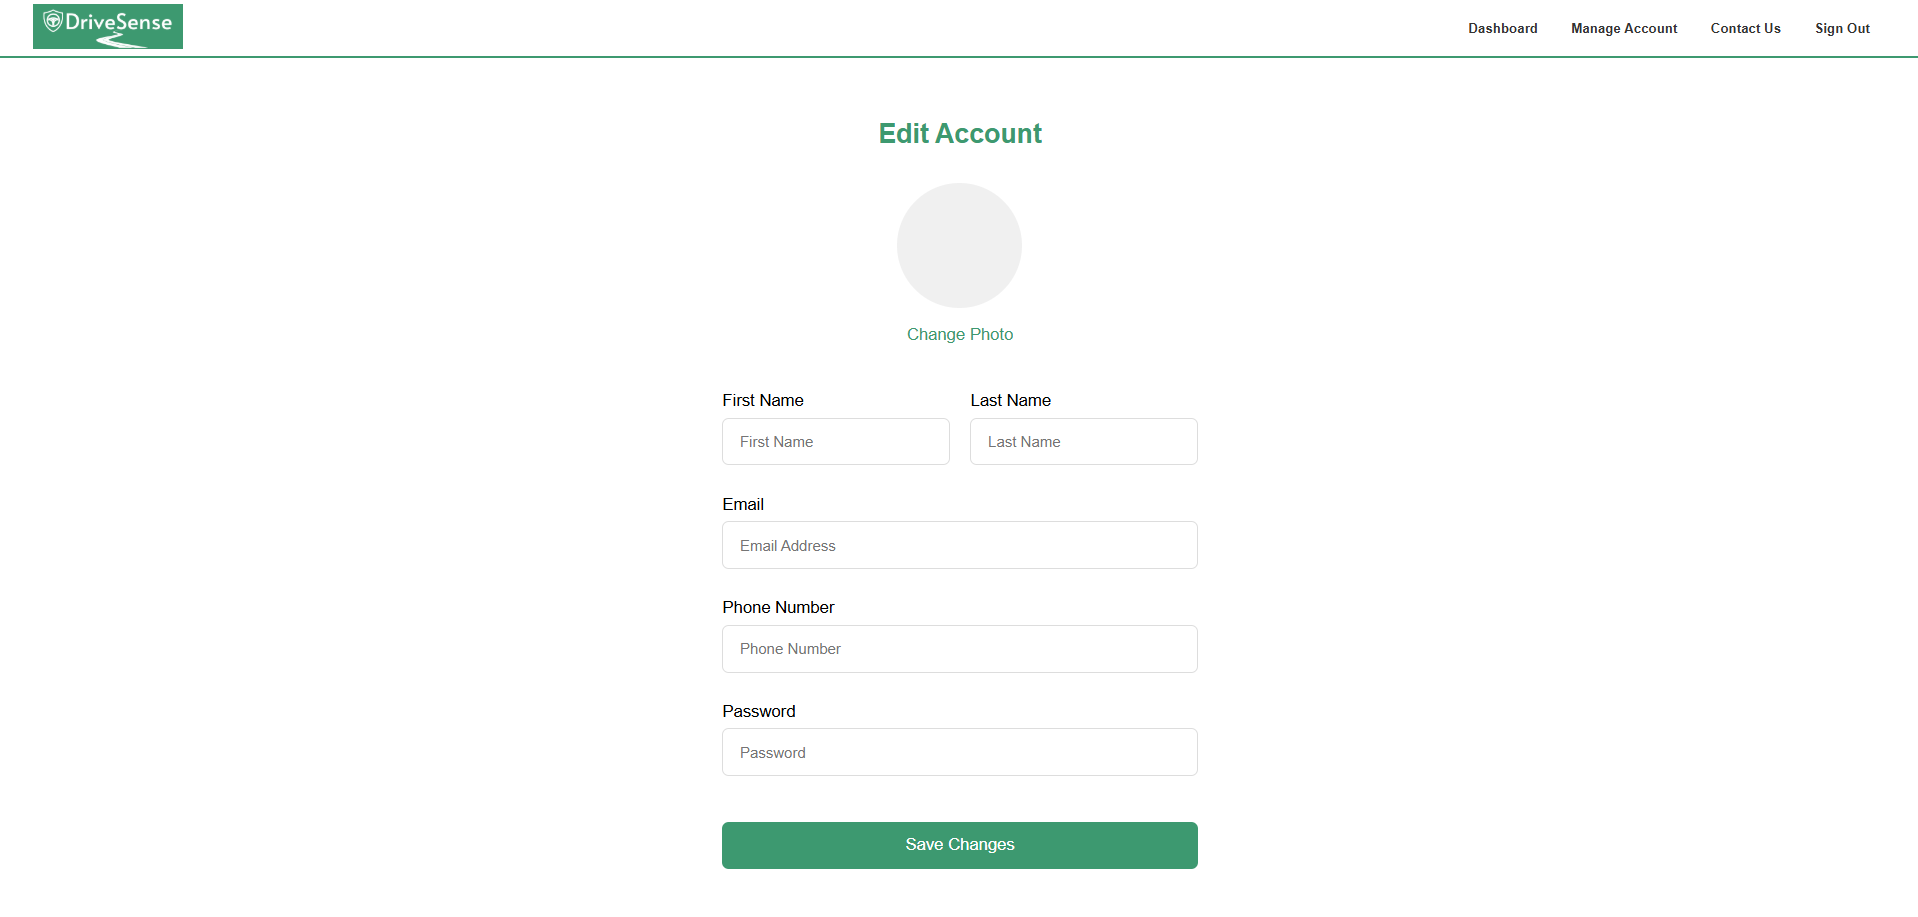 DriveSense
Dashboard Manage Account Contact Us Sign Out
Edit Account
Change Photo
First Name Last Name
First Name Last Name
Email
Email Address
Phone Number
Phone Number
Password
Password
Save Changes